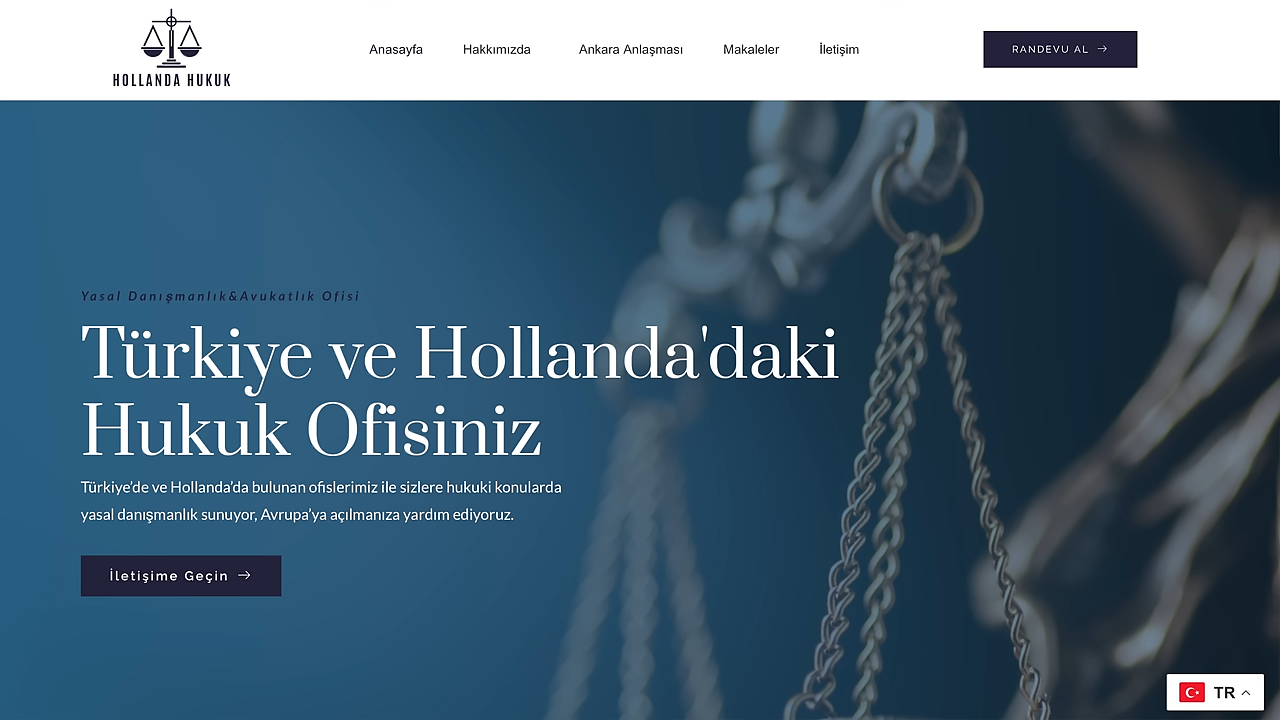 HOLLANDA HUKUK
Anasayfa
Hakkımızda
Ankara Anlaşması
Makaleler
İletişim
RANDEVU AL
Yasal Danışmanlık&Avukatlık Ofisi
Türkiye ve Hollanda'daki
Hukuk Ofisiniz
Türkiye’de ve Hollanda’da bulunan ofislerimiz ile sizlere hukuki konularda
yasal danışmanlık sunuyor, Avrupa’ya açılmanıza yardım ediyoruz.
İletişime Geçin
TR